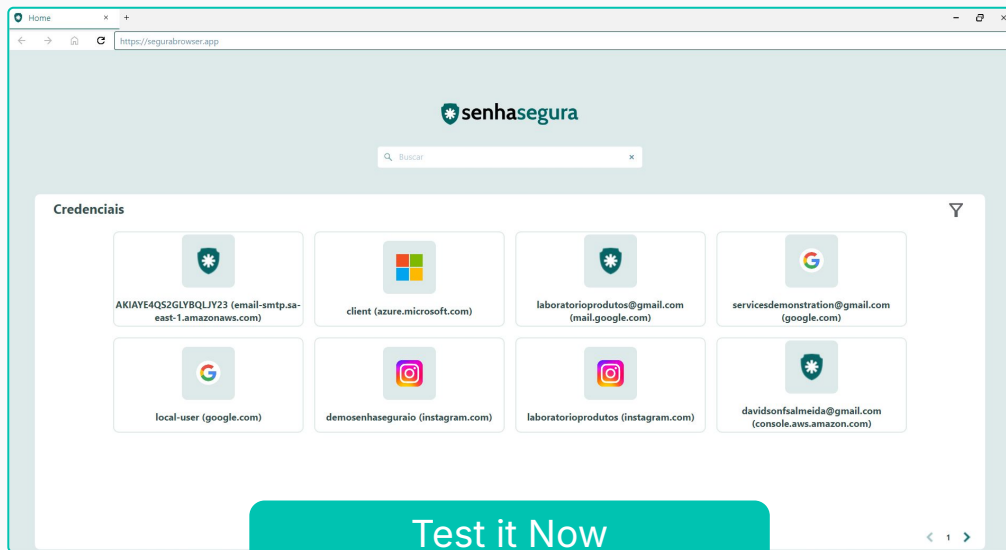 Home
https://segurabrowser.app
senhasegura
Buscar
Credenciais
AKIAYE4QS2GLYBQLJY23 (email-smtp.sa-
east-1.amazonaws.com)
client (azure.microsoft.com)
laboratorioprodutos@gmail.com
(mail.google.com)
servicesdemonstration@gmail.com
(google.com)
local-user (google.com)
demosenhaseguraio (instagram.com)
laboratorioprodutos (instagram.com)
davidsonfsalmeida@gmail.com
(console.aws.amazon.com)
Test it Now
1